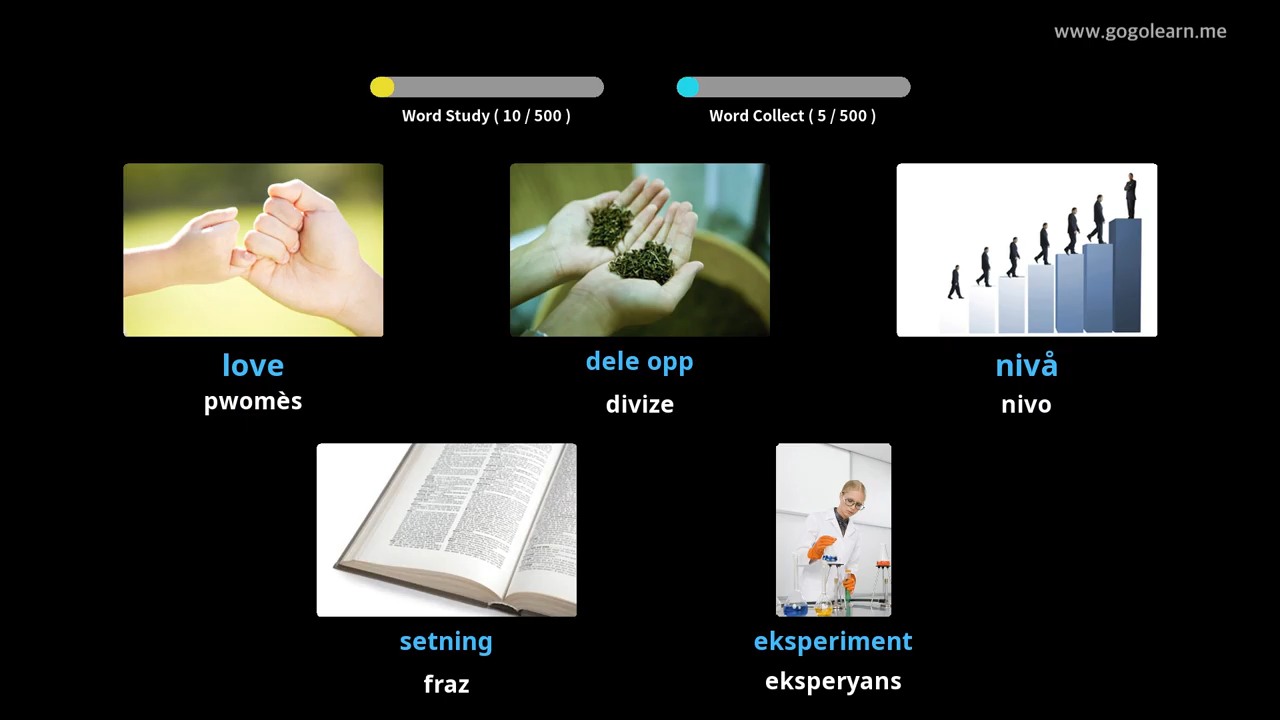 www.gogolearn.me
Word Study ( 10 / 500 )
Word Collect ( 5 / 500 )
love
pwomès
dele opp
divize
nivå
nivo
setning
fraz
eksperiment
eksperyans